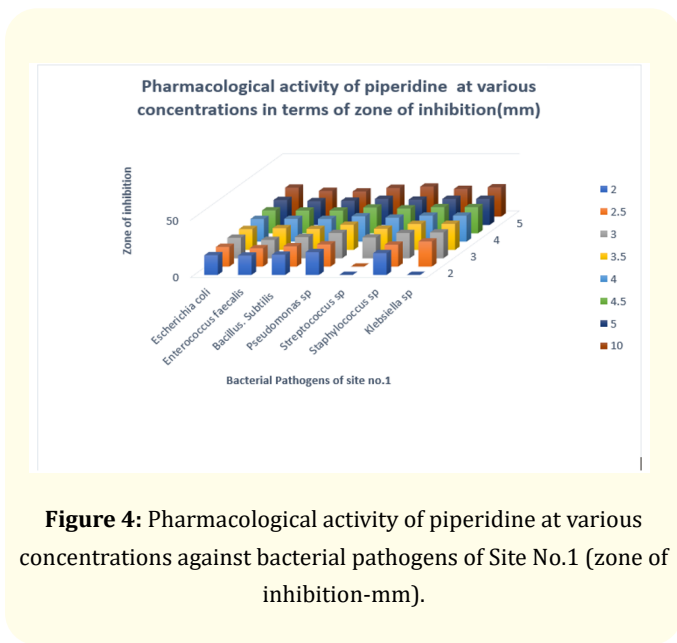 Pharmacological activity of piperidine at various
concentrations in terms of zone of inhibition(mm)
Zone of inhibition
50
0
Escherichia coli
Enterococcus faecalis
Bacillus. Subtilis
Pseudomonas sp
Streptococcus sp
Staphylococcus sp
Klebsiella sp
2
3
4
5
Bacterial Pathogens of site no.1
2
2.5
3
3.5
4
4.5
5
10
Figure 4: Pharmacological activity of piperidine at various
concentrations against bacterial pathogens of Site No.1 (zone of
inhibition-mm).